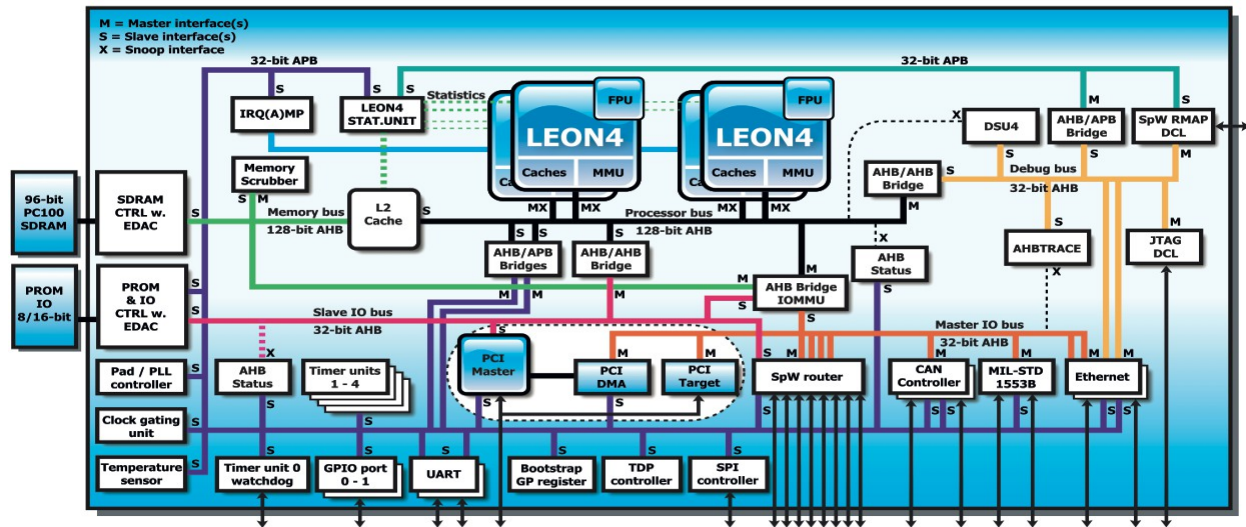 M = Master interface(s)
S = Slave interface(s)
X = Snoop interface
32-bit APB
32-bit APB
S
S
S
M
S
IRQ(A)MP
LEON4
STAT.UNIT
S
Statistics
FPU
LEON4
Caches
MMU
Ca
FPU
LEON4
Caches
MMU
Ca
X
DSU4
AHB/APB
Bridge
SpW RMAP
DCL
S
S
M
Debug bus
32-bit AHB
Memory
Scrubber
S
M
AHB/AHB
Bridge
S
M
96-bit
PC100
SDRAM
SDRAM
CTRL w.
EDAC
S
Memory bus
128-bit AHB
L2
Cache
S
MX
MX
Processor bus
128-bit AHB
S
S
S
S
AHB/APB
Bridges
M
M
AHB/AHB
Bridge
M
M
M
AHB Bridge
IOMMU
S
S
X
AHB
Status
S
S
AHBTRACE
X
M
JTAG
DCL
PROM
IO
8/16-bit
PROM
& IO
CTRL w.
EDAC
S
S
Slave IO bus
32-bit AHB
Master IO bus
32-bit AHB
Pad / PLL
controller
S
X
AHB
Status
S
Timer units
1 - 4
S
S
PCI
Master
S
M
PCI
DMA
S
M
PCI
Target
S
M
SpW router
S
M
CAN
Controller
S
S
M
MIL-STD
1553B
S
M
M
M
Ethernet
S
S
Clock gating
unit
S
Temperature
sensor
S
S
Timer unit 0
watchdog
S
GPIO port
0 - 1
S
S
UART
S
Bootstrap
GP register
S
TDP
controller
S
SPI
controller